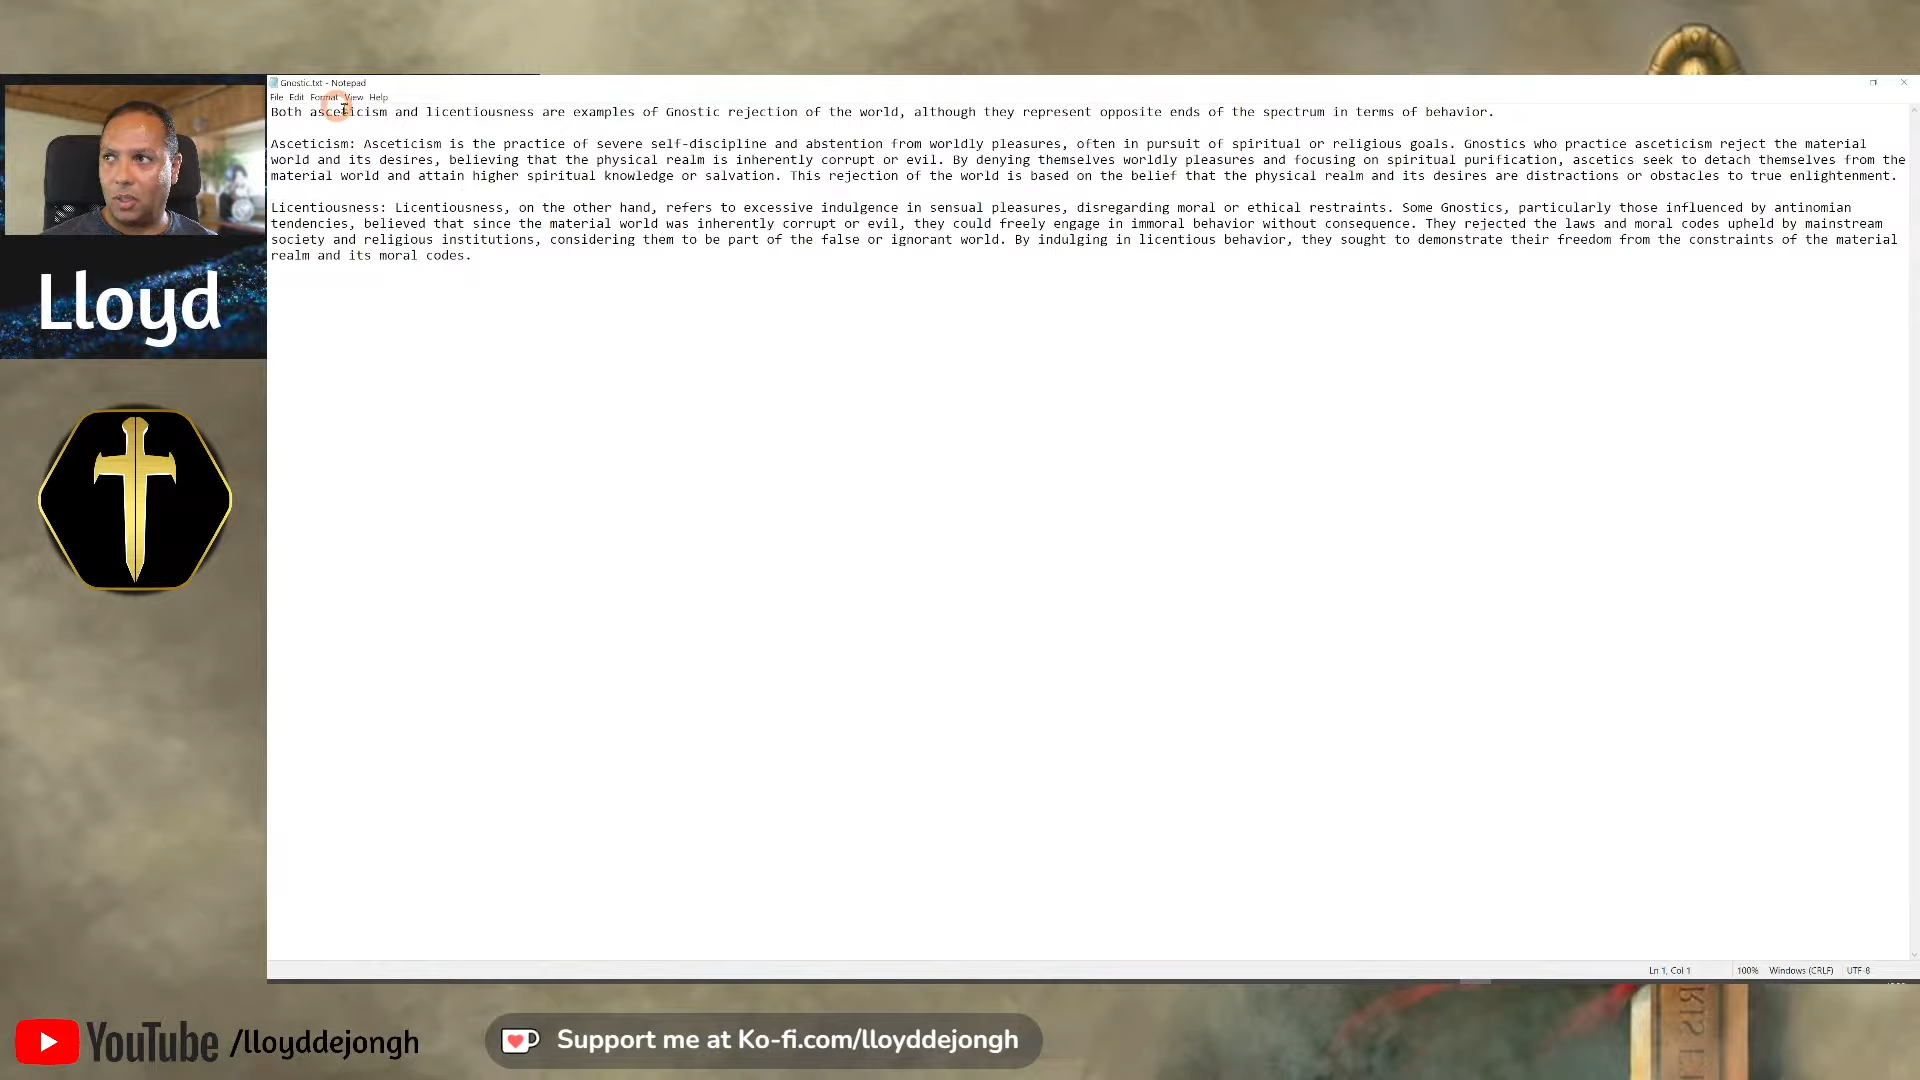 Gnostic.txt - Notepad
File Edit Format View Help
Both asceticism and licentiousness are examples of Gnostic rejection of the world, although they represent opposite ends of the spectrum in terms of behavior.
Asceticism: Asceticism is the practice of severe self-discipline and abstention from worldly pleasures, often in pursuit of spiritual or religious goals. Gnostics who practice asceticism reject the material
world and its desires, believing that the physical realm is inherently corrupt or evil. By denying themselves worldly pleasures and focusing on spiritual purification, ascetics seek to detach themselves from the
material world and attain higher spiritual knowledge or salvation. This rejection of the world is based on the belief that the physical realm and its desires are distractions or obstacles to true enlightenment.
Licentiousness: Licentiousness, on the other hand, refers to excessive indulgence in sensual pleasures, disregarding moral or ethical restraints. Some Gnostics, particularly those influenced by antinomian
tendencies, believed that since the material world was inherently corrupt or evil, they could freely engage in immoral behavior without consequence. They rejected the laws and moral codes upheld by mainstream
society and religious institutions, considering them to be part of the false or ignorant world. By indulging in licentious behavior, they sought to demonstrate their freedom from the constraints of the material
realm and its moral codes.
Lloyd
Ln 1, Col 1 100% Windows (CRLF) UTF-8
YouTube /lloyddejongh
Support me at Ko-fi.com/lloyddejongh